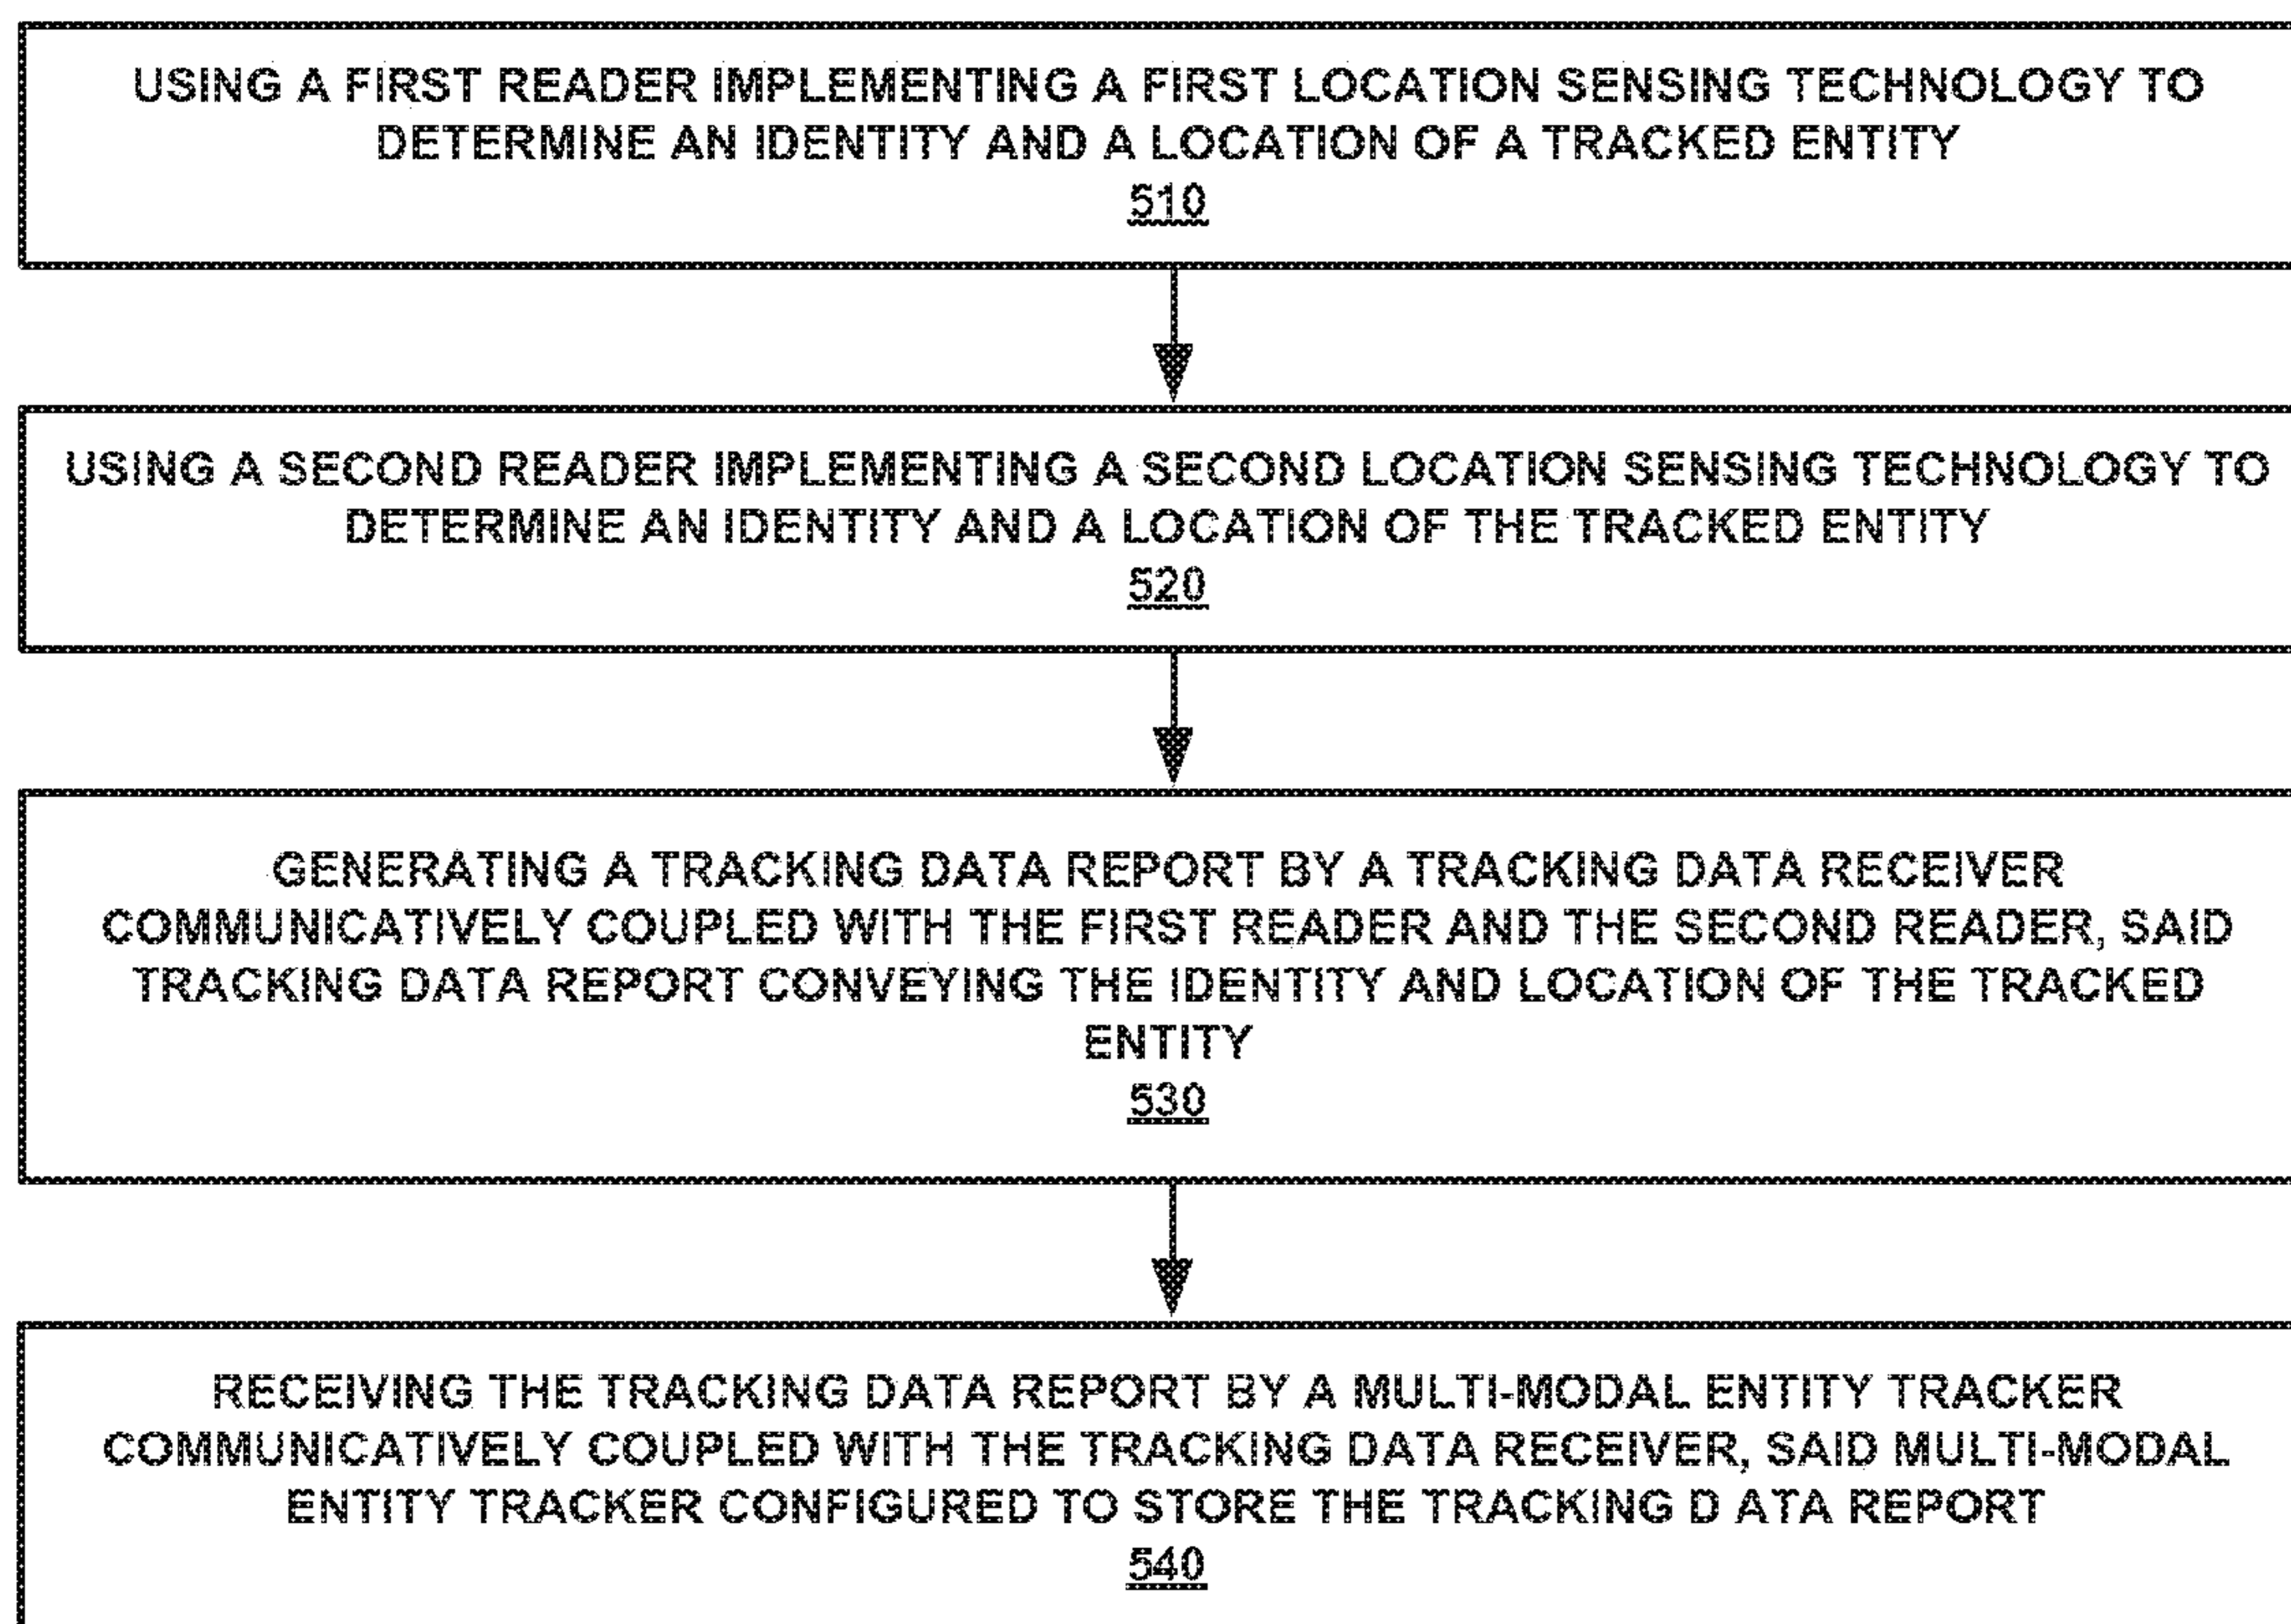 USING A FIRST READER IMPLEMENTING A FIRST LOCATION SENSING TECHNOLOGY TO
DETERMINE AN IDENTITY AND A LOCATION OF A TRACKED ENTITY
510
USING A SECOND READER IMPLEMENTING A SECOND LOCATION SENSING TECHNOLOGY TO
DETERMINE AN IDENTITY AND A LOCATION OF THE TRACKED ENTITY
520
GENERATING A TRACKING DATA REPORT BY A TRACKING DATA RECEIVER
COMMUNICATIVELY COUPLED WITH THE FIRST READER AND THE SECOND READER, SAID
TRACKING DATA REPORT CONVEYING THE IDENTITY AND LOCATION OF THE TRACKED
ENTITY
530
RECEIVING THE TRACKING DATA REPORT BY A MULTI-MODAL ENTITY TRACKER
COMMUNICATIVELY COUPLED WITH THE TRACKING DATA RECEIVER, SAID MULTI-MODAL
ENTITY TRACKER CONFIGURED TO STORE THE TRACKING D ATA REPORT
540